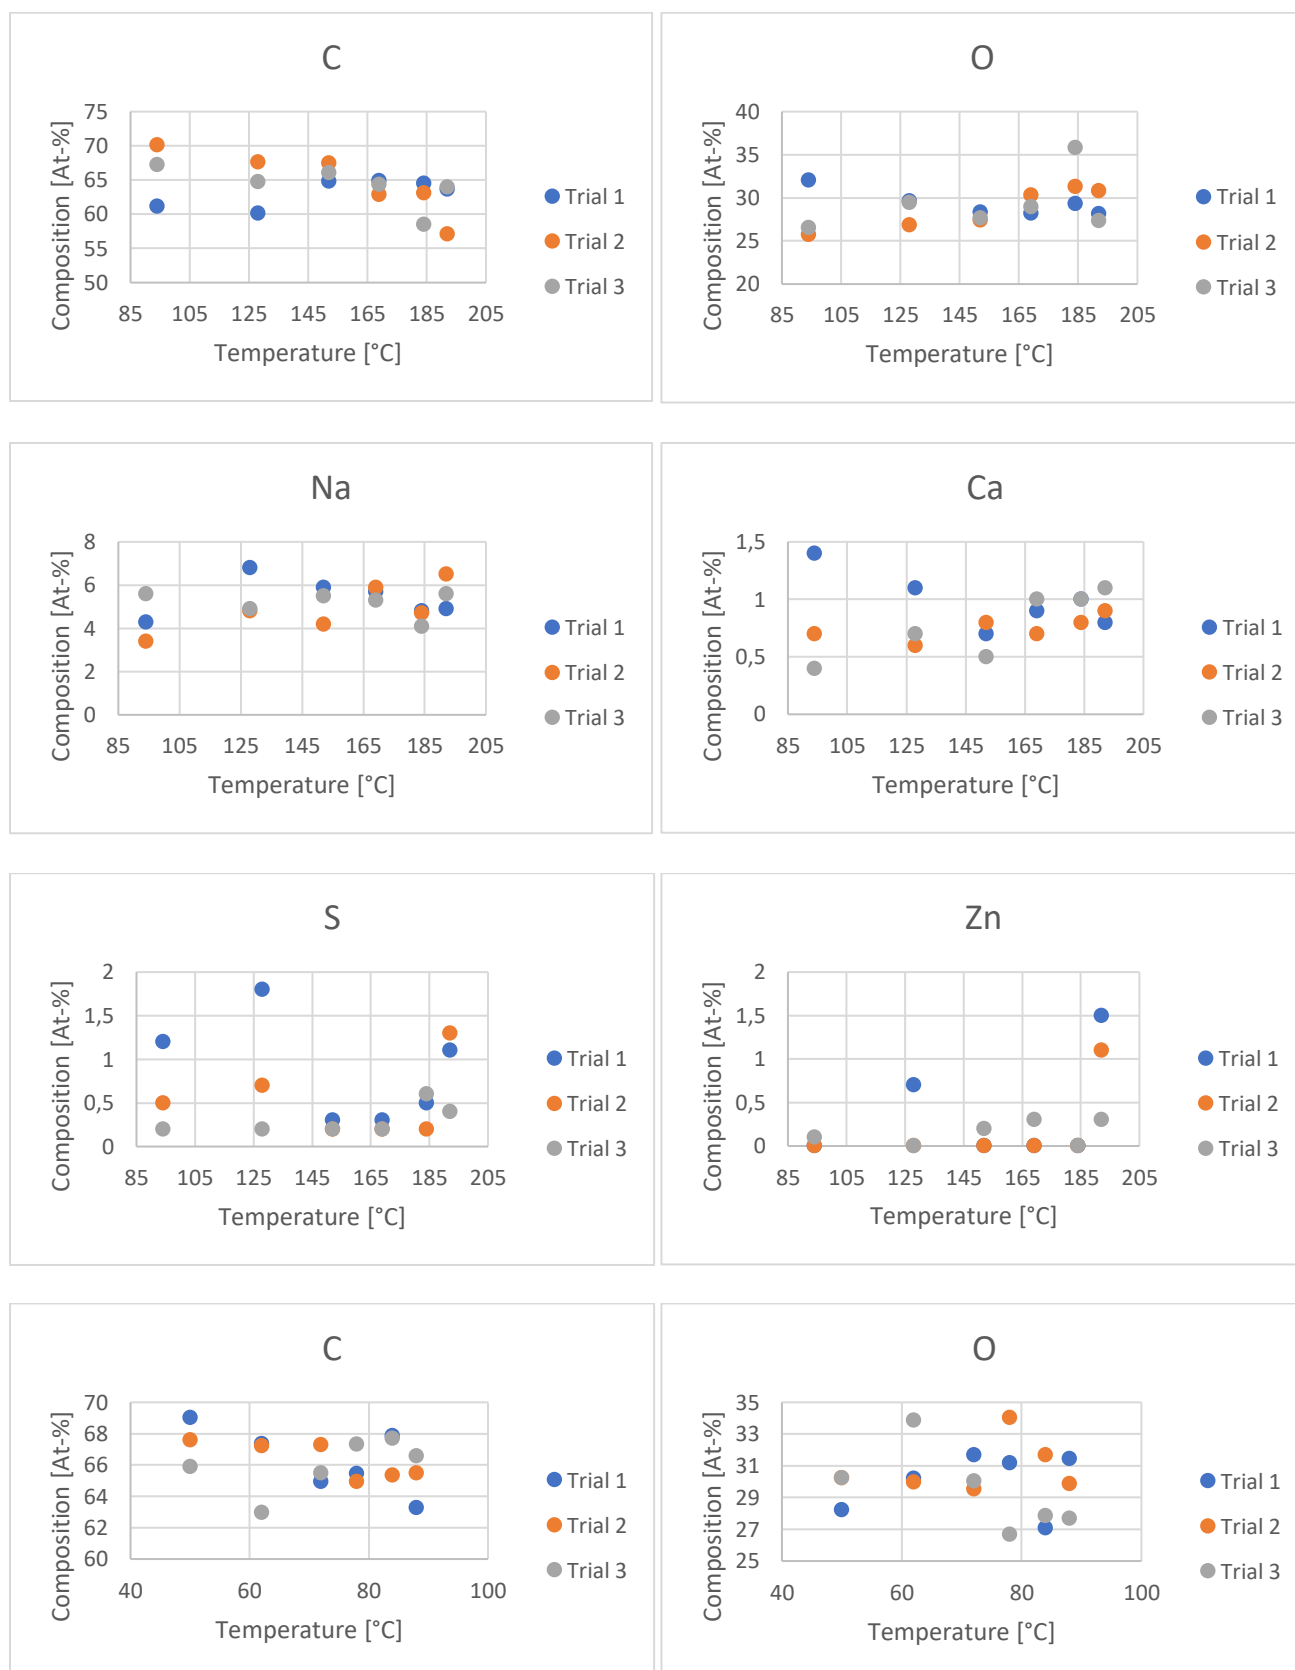 C
Composition [At-%]
75
70
65
60
55
50
85 105 125 145 165 185 205
Temperature [°C]
Trial 1
Trial 2
Trial 3
O
Composition [At-%]
40
35
30
25
20
85 105 125 145 165 185 205
Temperature [°C]
Trial 1
Trial 2
Trial 3
Na
Composition [At-%]
8
6
4
2
0
85 105 125 145 165 185 205
Temperature [°C]
Trial 1
Trial 2
Trial 3
Ca
Composition [At-%]
1,5
1
0,5
0
85 105 125 145 165 185 205
Temperature [°C]
Trial 1
Trial 2
Trial 3
S
Composition [At-%]
2
1,5
1
0,5
0
85 105 125 145 165 185 205
Temperature [°C]
Trial 1
Trial 2
Trial 3
Zn
Composition [At-%]
2
1,5
1
0,5
0
85 105 125 145 165 185 205
Temperature [°C]
Trial 1
Trial 2
Trial 3
C
Composition [At-%]
70
68
66
64
62
60
40 60 80 100
Temperature [°C]
Trial 1
Trial 2
Trial 3
O
Composition [At-%]
35
33
31
29
27
25
40 60 80 100
Temperature [°C]
Trial 1
Trial 2
Trial 3